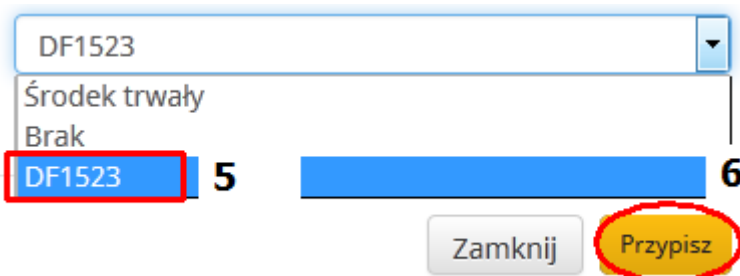 DF1523
Środek trwały
Brak
DF1523 5 6
Zamknij Przypisz